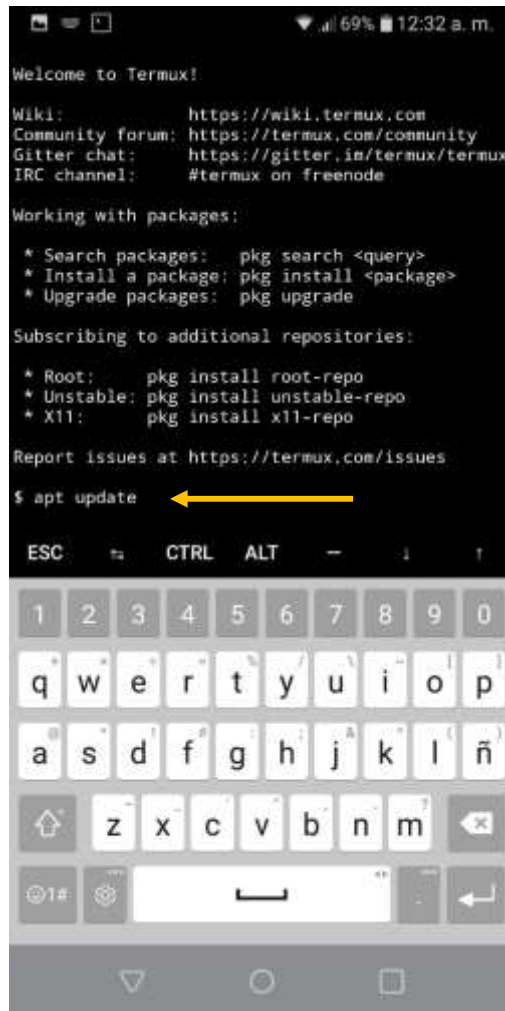 69% 12:32 a. m.
Welcome to Termux!
Wiki: https://wiki.termux.com
Community forum: https://termux.com/community
Gitter chat: https://gitter.im/termux/termux
IRC channel: #termux on freenode
Working with packages:
* Search packages: pkg search <query>
* Install a package: pkg install <package>
* Upgrade packages: pkg upgrade
Subscribing to additional repositories:
* Root: pkg install root-repo
* Unstable: pkg install unstable-repo
* X11: pkg install x11-repo
Report issues at https://termux.com/issues
$ apt update
ESC ⇆ CTRL ALT — ↓ ↑
1 2 3 4 5 6 7 8 9 0
q w e r t y u i o p
a s d f g h j k l ñ
z x c v b n m
☺1# .